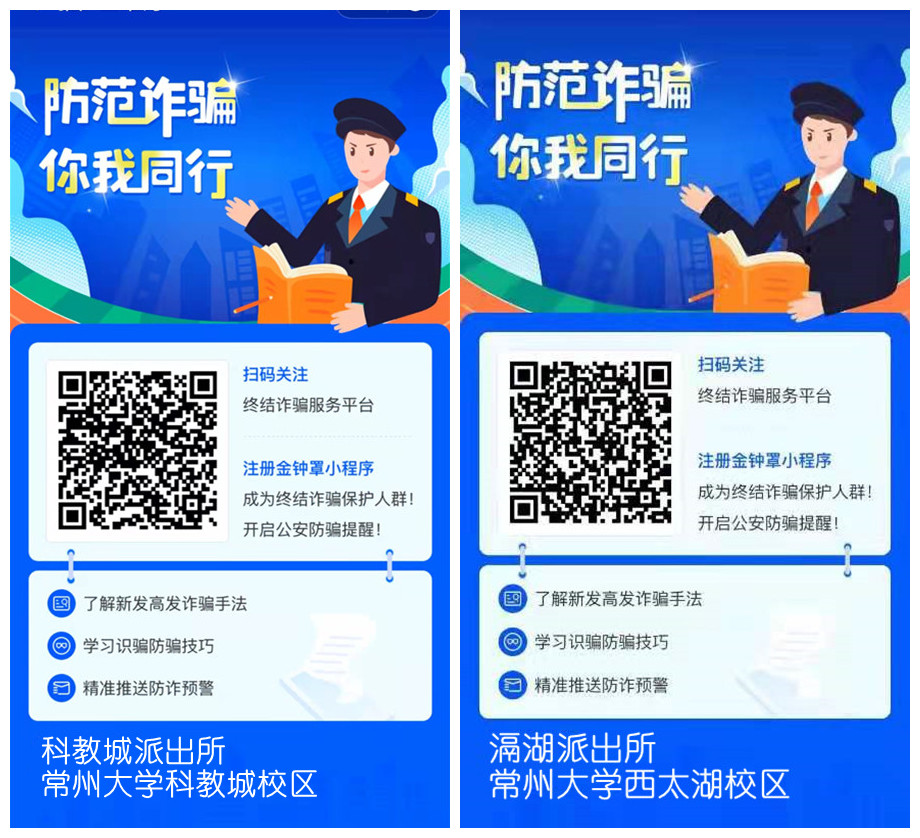 防范诈骗
你我同行
扫码关注
终结诈骗服务平台
注册金钟罩小程序
成为终结诈骗保护人群!
开启公安防骗提醒!
了解新发高发诈骗手法
学习识骗防骗技巧
精准推送防诈预警
科教城派出所
常州大学科教城校区
防范诈骗
你我同行
扫码关注
终结诈骗服务平台
注册金钟罩小程序
成为终结诈骗保护人群!
开启公安防骗提醒!
了解新发高发诈骗手法
学习识骗防骗技巧
精准推送防诈预警
滆湖派出所
常州大学西太湖校区